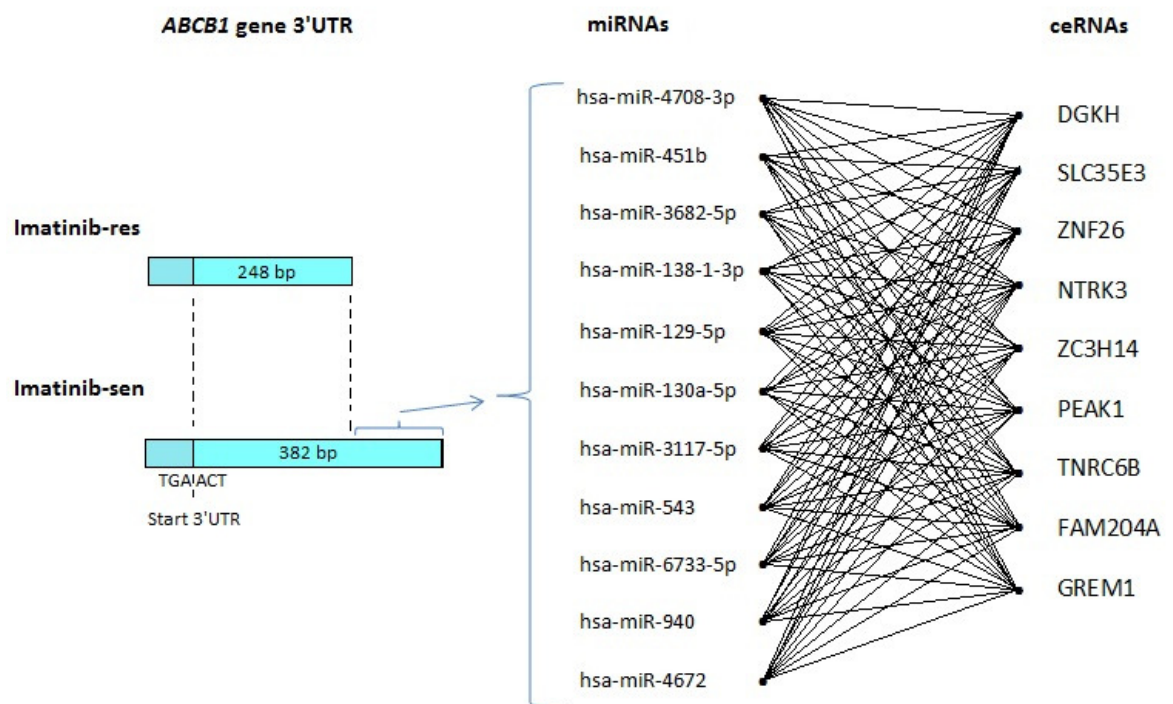 ABCB1 gene 3'UTR
miRNAs
ceRNAs
Imatinib-res
248 bp
Imatinib-sen
382 bp
TGA ACT
Start 3'UTR
hsa-miR-4708-3p
hsa-miR-451b
hsa-miR-3682-5p
hsa-miR-138-1-3p
hsa-miR-129-5p
hsa-miR-130a-5p
hsa-miR-3117-5p
hsa-miR-543
hsa-miR-6733-5p
hsa-miR-940
hsa-miR-4672
DGKH
SLC35E3
ZNF26
NTRK3
ZC3H14
PEAK1
TNRC6B
FAM204A
GREM1